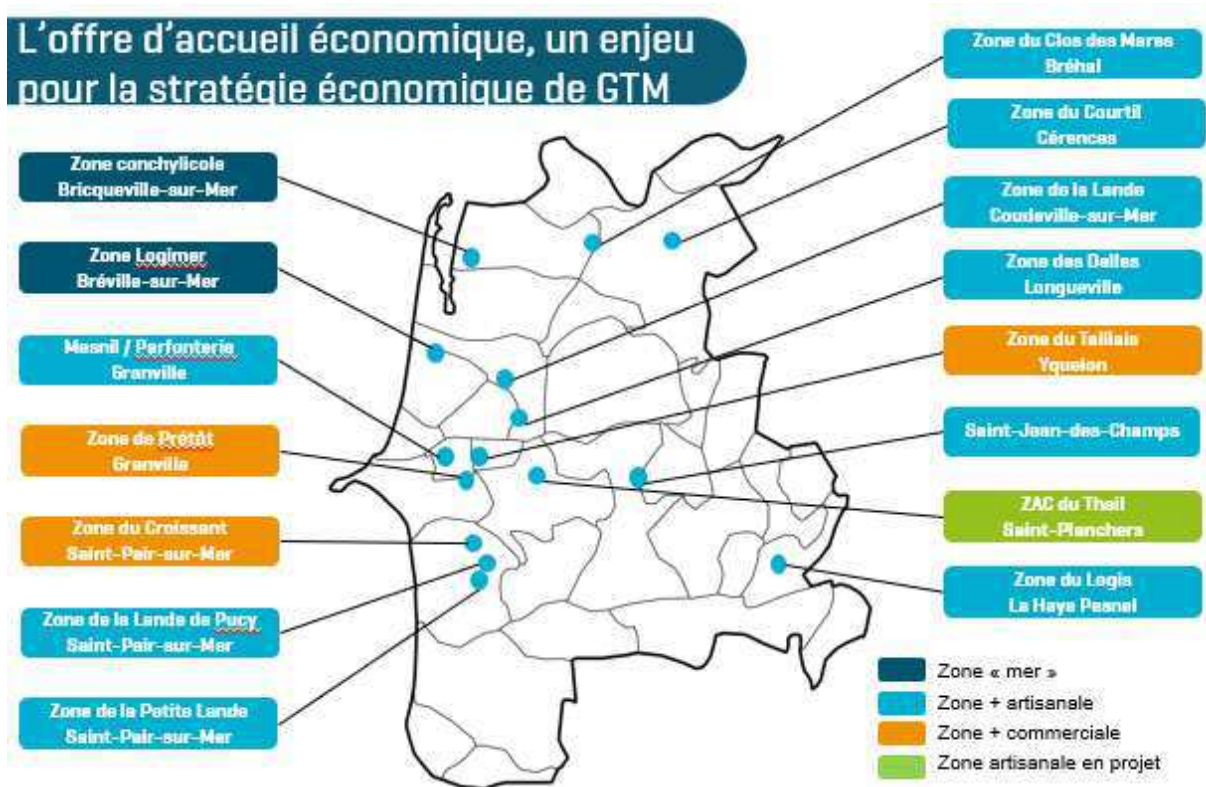 L'offre d'accueil économique, un enjeu
pour la stratégie économique de GTM
Zone conchylicole
Bricqueville-sur-Mer
Zone Logimer
Bréville-sur-Mer
Mesnil / Parfonterie
Granville
Zone de Prétôt
Granville
Zone du Croissant
Saint-Pair-sur-Mer
Zone de la Lande de Pucy
Saint-Pair-sur-Mer
Zone de la Petite Lande
Saint-Pair-sur-Mer
Zone du Clos des Mares
Bréhal
Zone du Courtil
Cérences
Zone de la Lande
Coudeville-sur-Mer
Zone des Delles
Longueville
Zone du Taillais
Yquelon
Saint-Jean-des-Champs
ZAC du Theil
Saint-Planchers
Zone du Logis
La Haye Pesnel
Zone « mer »
Zone + artisanale
Zone + commerciale
Zone artisanale en projet